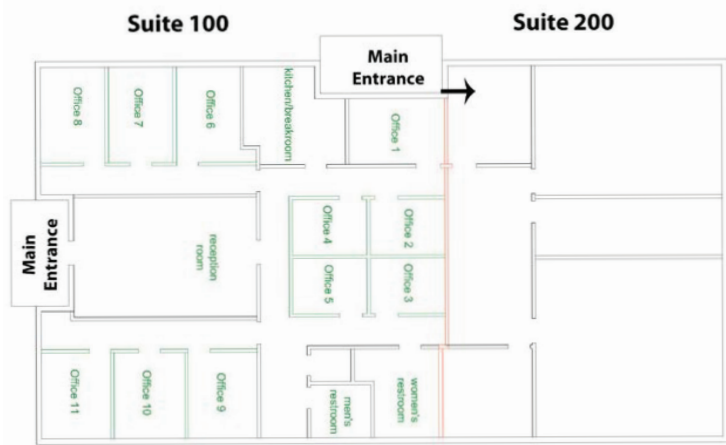 Suite 100
Suite 200
Main
Entrance
Office 8
Office 7
Office 6
kitchen/breakroom
Office 1
Main
Entrance
reception
room
Office 4
Office 2
Office 5
Office 3
Office 11
Office 10
Office 9
men's
restroom
women's
restroom